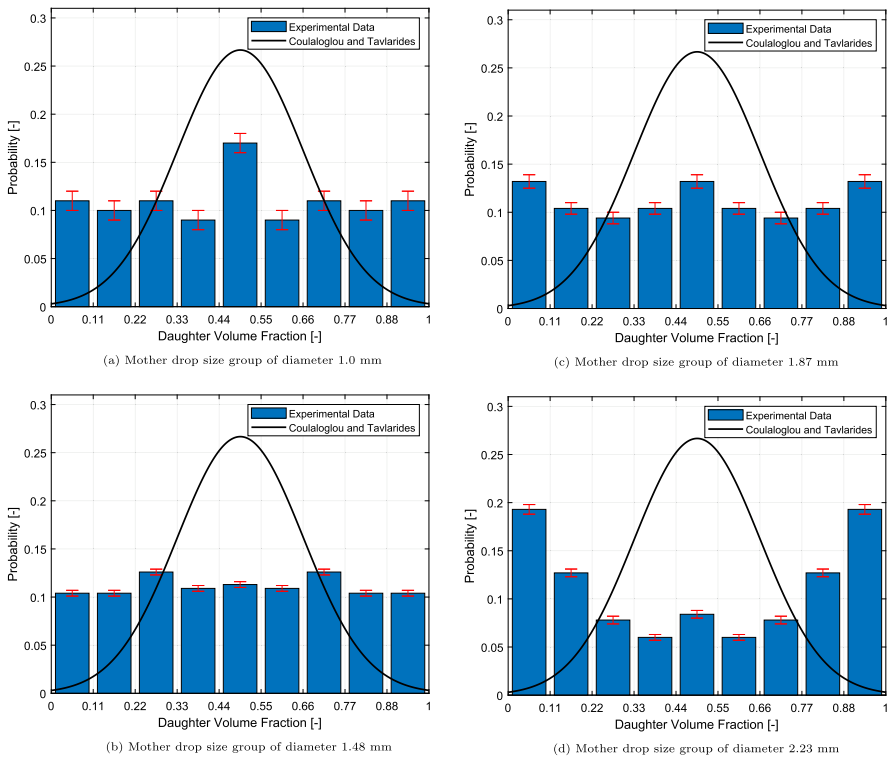 0.3
0.25
0.2
0.15
0.1
0.05
0
Probability [-]
Experimental Data
Coulaloglou and Tavlarides
0 0.11 0.22 0.33 0.44 0.55 0.66 0.77 0.88 1
Daughter Volume Fraction [-]
(a) Mother drop size group of diameter 1.0 mm
0.3
0.25
0.2
0.15
0.1
0.05
0
Probability [-]
Experimental Data
Coulaloglou and Tavlarides
0 0.11 0.22 0.33 0.44 0.55 0.66 0.77 0.88 1
Daughter Volume Fraction [-]
(b) Mother drop size group of diameter 1.48 mm
0.3
0.25
0.2
0.15
0.1
0.05
0
Probability [-]
Experimental Data
Coulaloglou and Tavlarides
0 0.11 0.22 0.33 0.44 0.55 0.66 0.77 0.88 1
Daughter Volume Fraction [-]
(c) Mother drop size group of diameter 1.87 mm
0.3
0.25
0.2
0.15
0.1
0.05
0
Probability [-]
Experimental Data
Coulaloglou and Tavlarides
0 0.11 0.22 0.33 0.44 0.55 0.66 0.77 0.88 1
Daughter Volume Fraction [-]
(d) Mother drop size group of diameter 2.23 mm